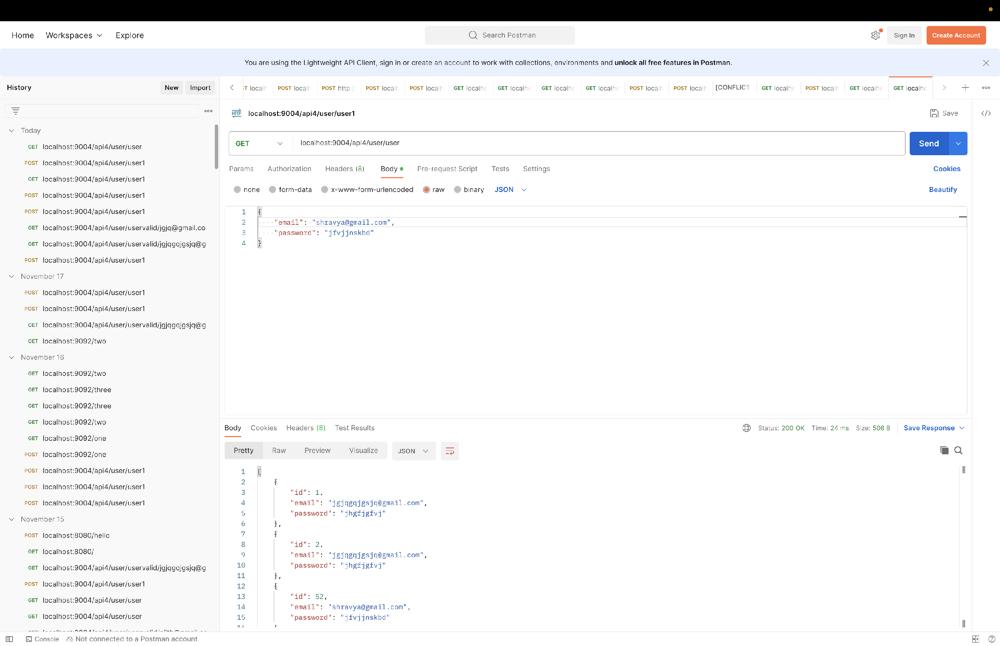 Home Workspaces Explore Search Postman Sign In Create Account
You are using the Lightweight API Client, sign in or create an account to work with collections, environments and unlock all free features in Postman.
History New Import
T localh POST localh POST http:/ POST localh POST localh GET localhc GET localhc GET localhc GET localhc POST localh POST localh [CONFLICT GET localhc POST localh GET localhc GET localhc
HTTP localhost:9004/api4/user/user1 Save </>
Today
GET localhost:9004/api4/user/user
POST localhost:9004/api4/user/user1
GET localhost:9004/api4/user/user1
POST localhost:9004/api4/user/user1
POST localhost:9004/api4/user/user1
GET localhost:9004/api4/user/uservalid/jgjq@gmail.co
GET localhost:9004/api4/user/uservalid/jgjqgqjgsjq@g
POST localhost:9004/api4/user/user1
November 17
POST localhost:9004/api4/user/user1
POST localhost:9004/api4/user/user1
GET localhost:9004/api4/user/uservalid/jgjqgqjgsjq@g
GET localhost:9092/two
November 16
GET localhost:9092/two
GET localhost:9092/three
GET localhost:9092/three
GET localhost:9092/two
GET localhost:9092/one
POST localhost:9092/one
POST localhost:9004/api4/user/user1
POST localhost:9004/api4/user/user1
POST localhost:9004/api4/user/user1
November 15
POST localhost:8080/hello
GET localhost:8080/
GET localhost:9004/api4/user/uservalid/jgjqgqjgsjq@g
POST localhost:9004/api4/user/user1
GET localhost:9004/api4/user/user
GET localhost:9004/api4/user/user
GET localhost:9004/api4/user/user Send
Params Authorization Headers (8) Body Pre-request Script Tests Settings Cookies
none form-data x-www-form-urlencoded raw binary JSON Beautify
1 {
2 "email": "shravya@gmail.com",
3 "password": "jfvjjnskbd"
4 }
Body Cookies Headers (8) Test Results Status: 200 OK Time: 24 ms Size: 506 B Save Response
Pretty Raw Preview Visualize JSON
1 [
2 {
3 "id": 1,
4 "email": "jgjqgqjgsjq@gmail.com",
5 "password": "jhgfjgfvj"
6 },
7 {
8 "id": 2,
9 "email": "jgjqgqjgsjq@gmail.com",
10 "password": "jhgfjgfvj"
11 },
12 {
13 "id": 52,
14 "email": "shravya@gmail.com",
15 "password": "jfvjjnskbd"
Console Not connected to a Postman account